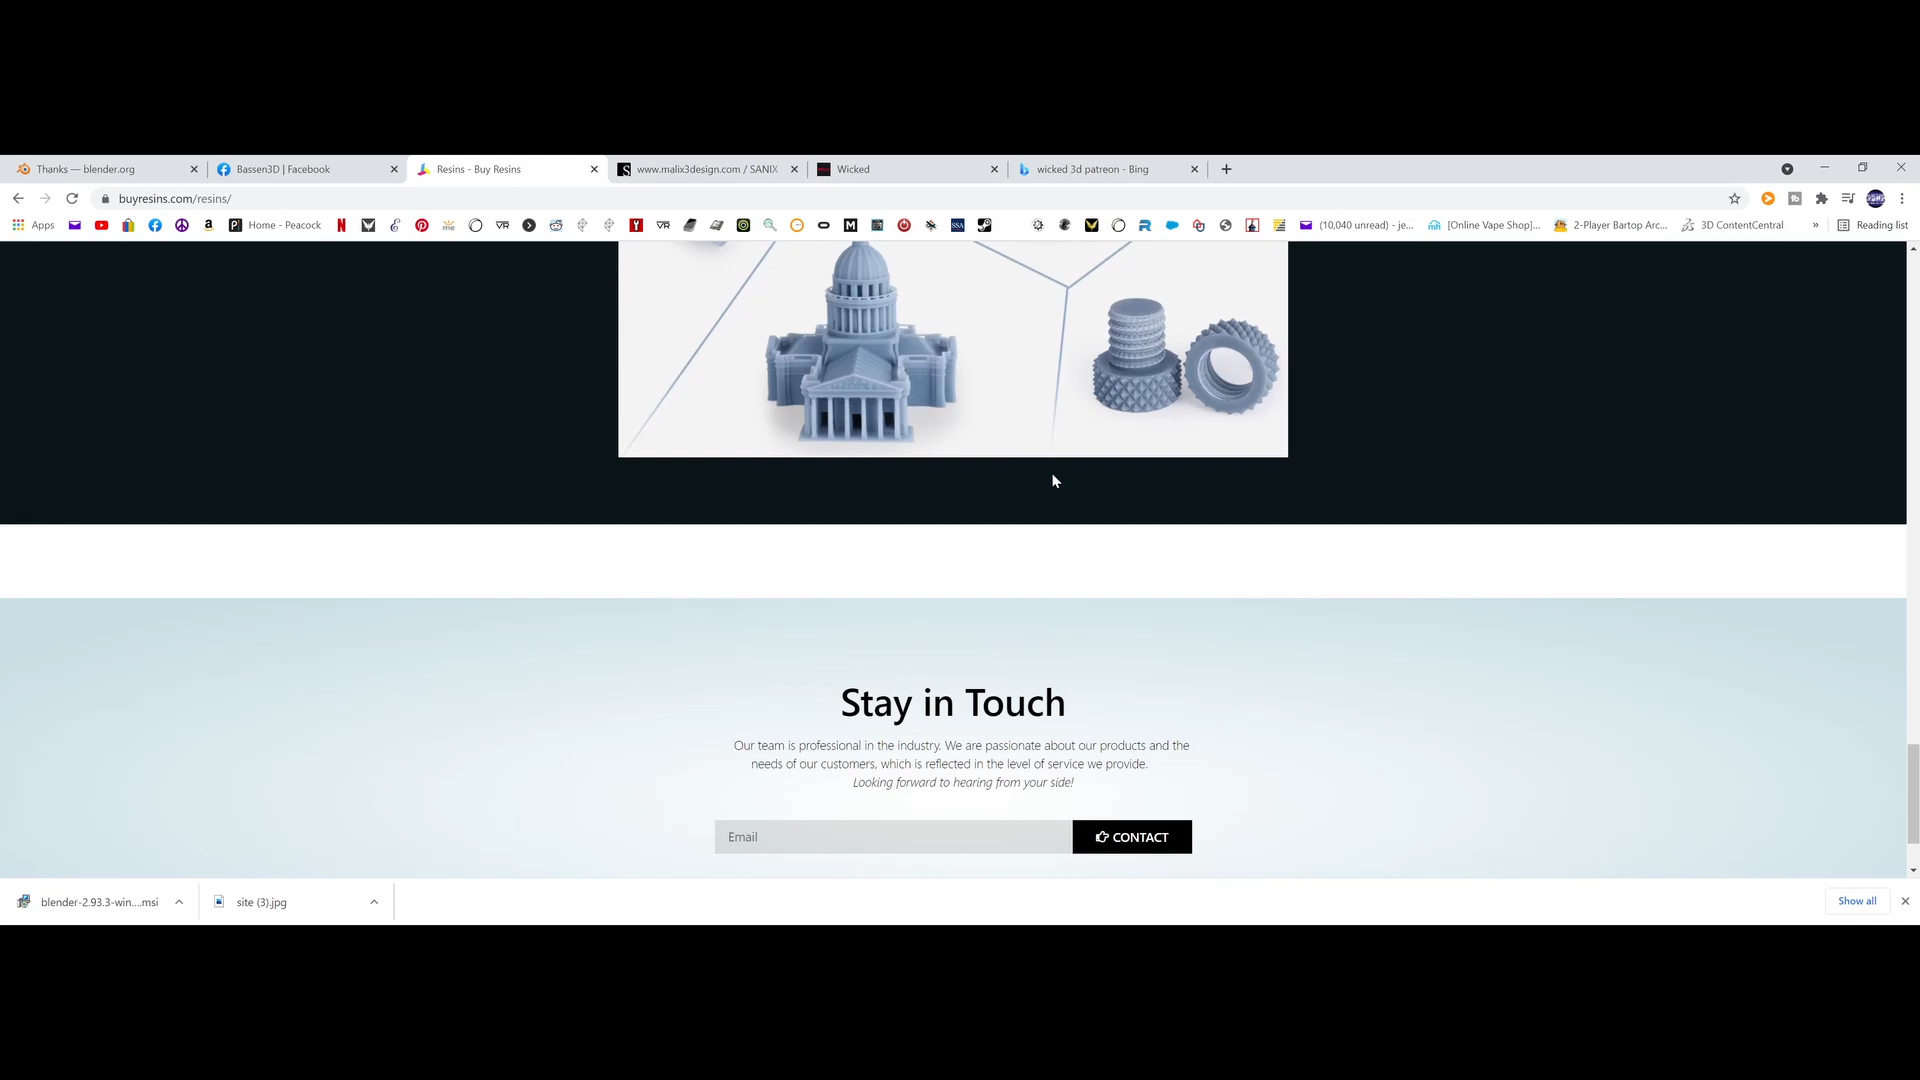 Thanks — blender.org
Bassen3D | Facebook
Resins - Buy Resins
www.malix3design.com / SANIX
Wicked
wicked 3d patreon - Bing
buyresins.com/resins/
Apps
Home - Peacock
(10,040 unread) - je...
[Online Vape Shop]...
2-Player Bartop Arc...
3D ContentCentral
»
Reading list
Stay in Touch
Our team is professional in the industry. We are passionate about our products and the
needs of our customers, which is reflected in the level of service we provide.
Looking forward to hearing from your side!
Email
CONTACT
blender-2.93.3-win....msi
site (3).jpg
Show all